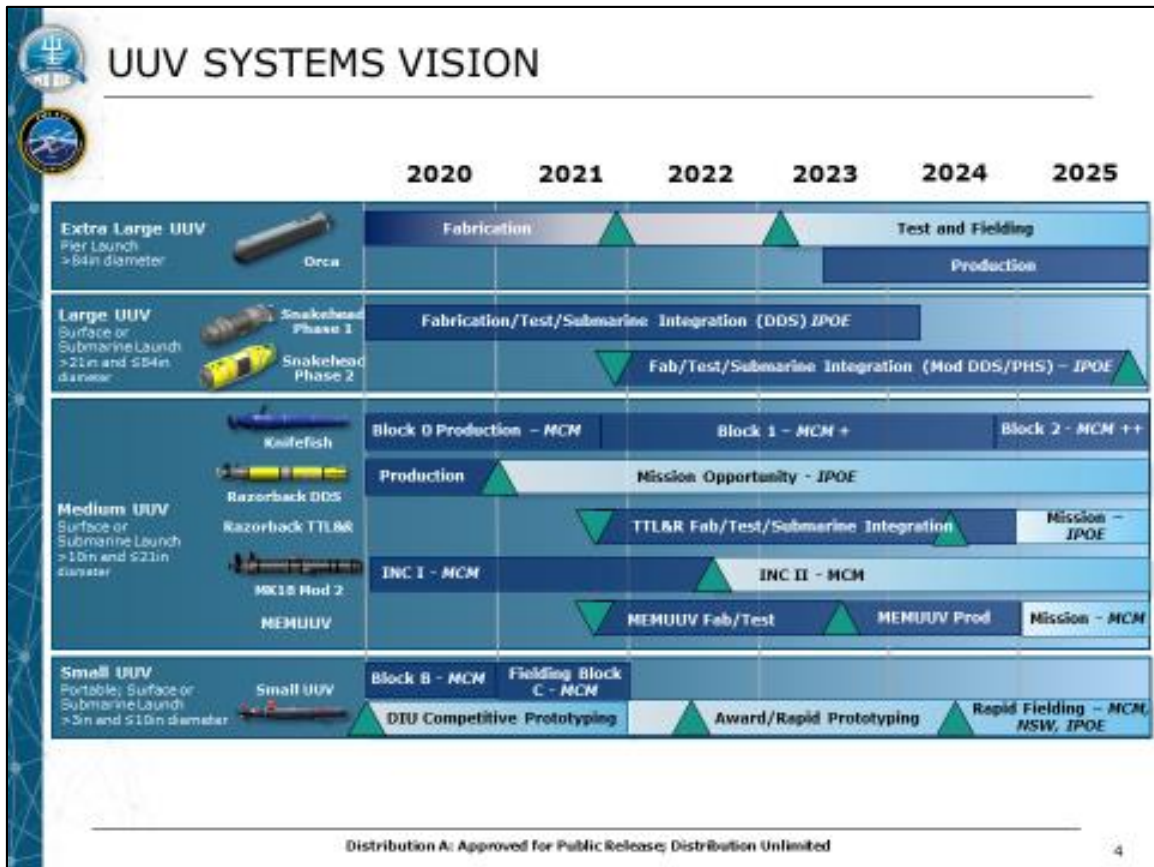 UUV SYSTEMS VISION
2020 2021 2022 2023 2024 2025
Extra Large UUV
Pier Launch
>84in diameter
Orca
Fabrication
Test and Fielding
Production
Large UUV
Surface or
Submarine Launch
>21in and ≤84in
diameter
Snakehead
Phase 1
Snakehead
Phase 2
Fabrication/Test/Submarine Integration (DDS) IPOE
Fab/Test/Submarine Integration (Mod DDS/PHS) – IPOE
Medium UUV
Surface or
Submarine Launch
>10in and ≤21in
diameter
Knifefish
Block 0 Production – MCM
Block 1 – MCM +
Block 2 - MCM ++
Razorback DDS
Production
Mission Opportunity - IPOE
Razorback TTL&R
TTL&R Fab/Test/Submarine Integration
Mission –
IPOE
MK18 Mod 2
INC I - MCM
INC II - MCM
MEMUUV
MEMUUV Fab/Test
MEMUUV Prod
Mission – MCM
Small UUV
Portable; Surface or
Submarine Launch
>3in and ≤10in diameter
Small UUV
Block B - MCM
Fielding Block
C - MCM
DIU Competitive Prototyping
Award/Rapid Prototyping
Rapid Fielding – MCM,
NSW, IPOE
Distribution A: Approved for Public Release; Distribution Unlimited
4